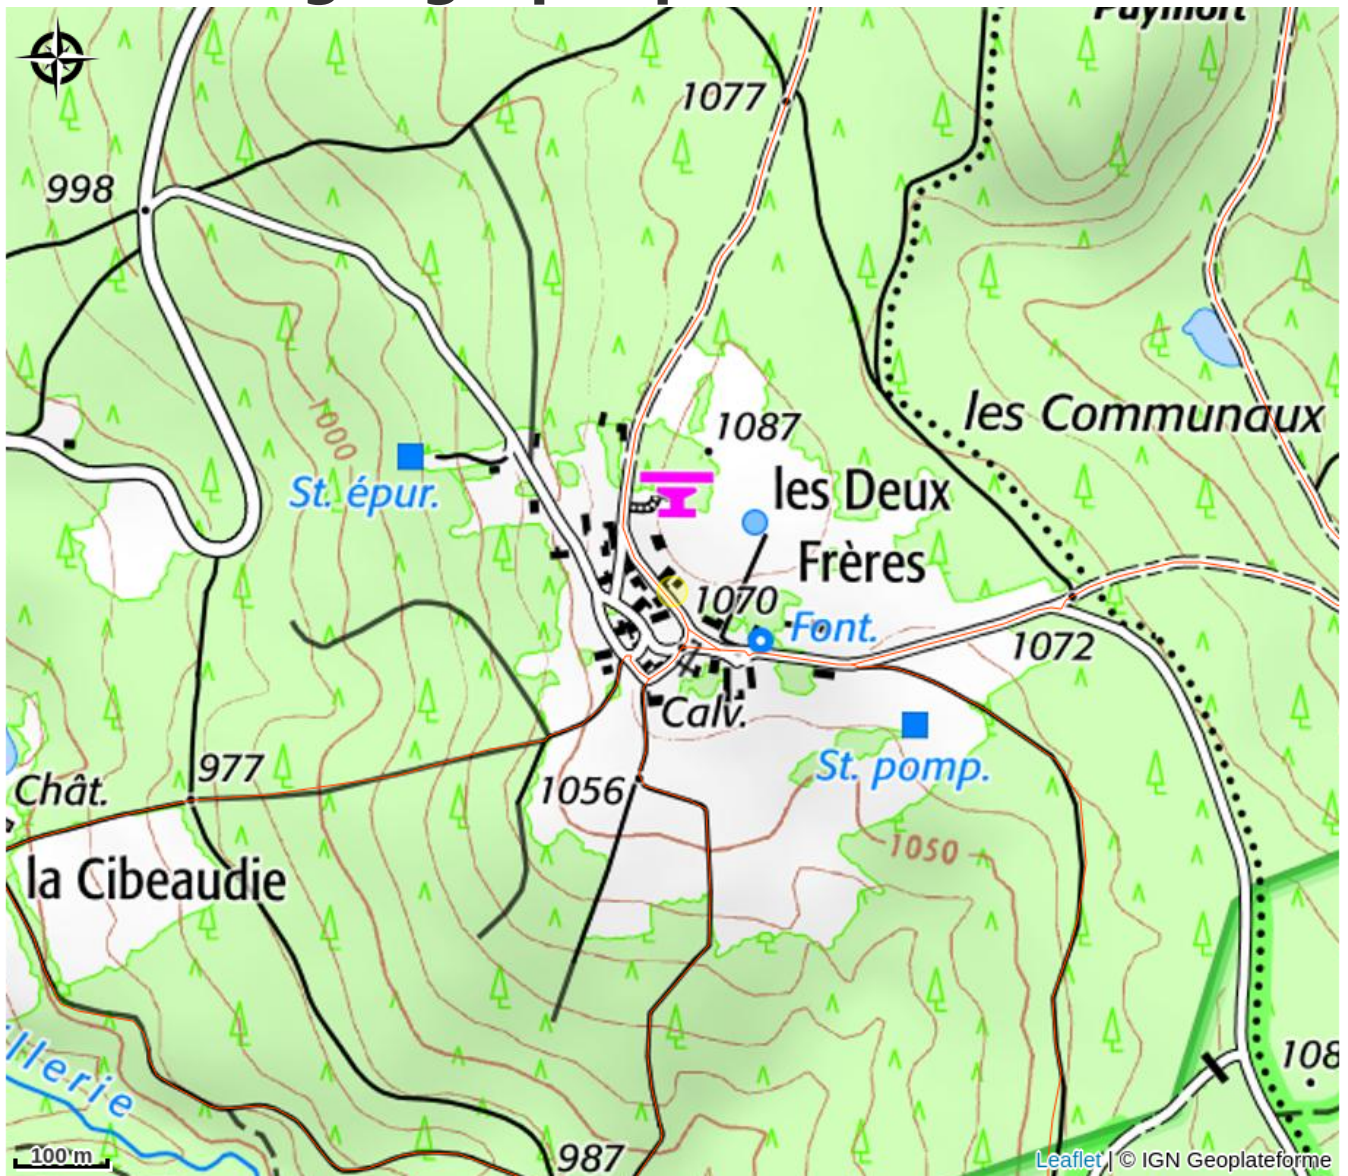 Puymort
1077
998
1087
les Communaux
1000
les Deux
Frères
St. épur.
1070
Font.
1072
Calv.
St. pomp.
977
Chât.
1056
1050
la Cibeaudie
llerie
108
987
100 m
Leaflet | © IGN Geoplateforme